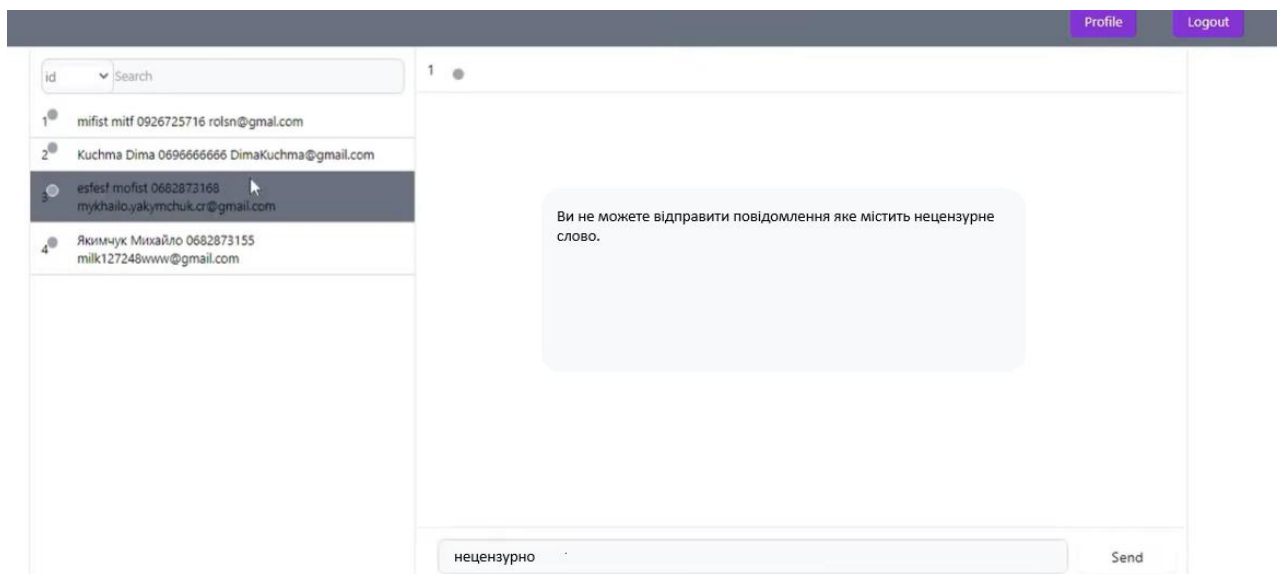 Profile Logout
id Search
1 mifist mitf 0926725716 rolsn@gmal.com
2 Kuchma Dima 0696666666 DimaKuchma@gmail.com
3 esfesf mofist 0682873168
mykhailo.yakymchuk.cr@gmail.com
4 Якимчук Михайло 0682873155
milk127248www@gmail.com
1
Ви не можете відправити повідомлення яке містить нецензурне
слово.
нецензурно
Send